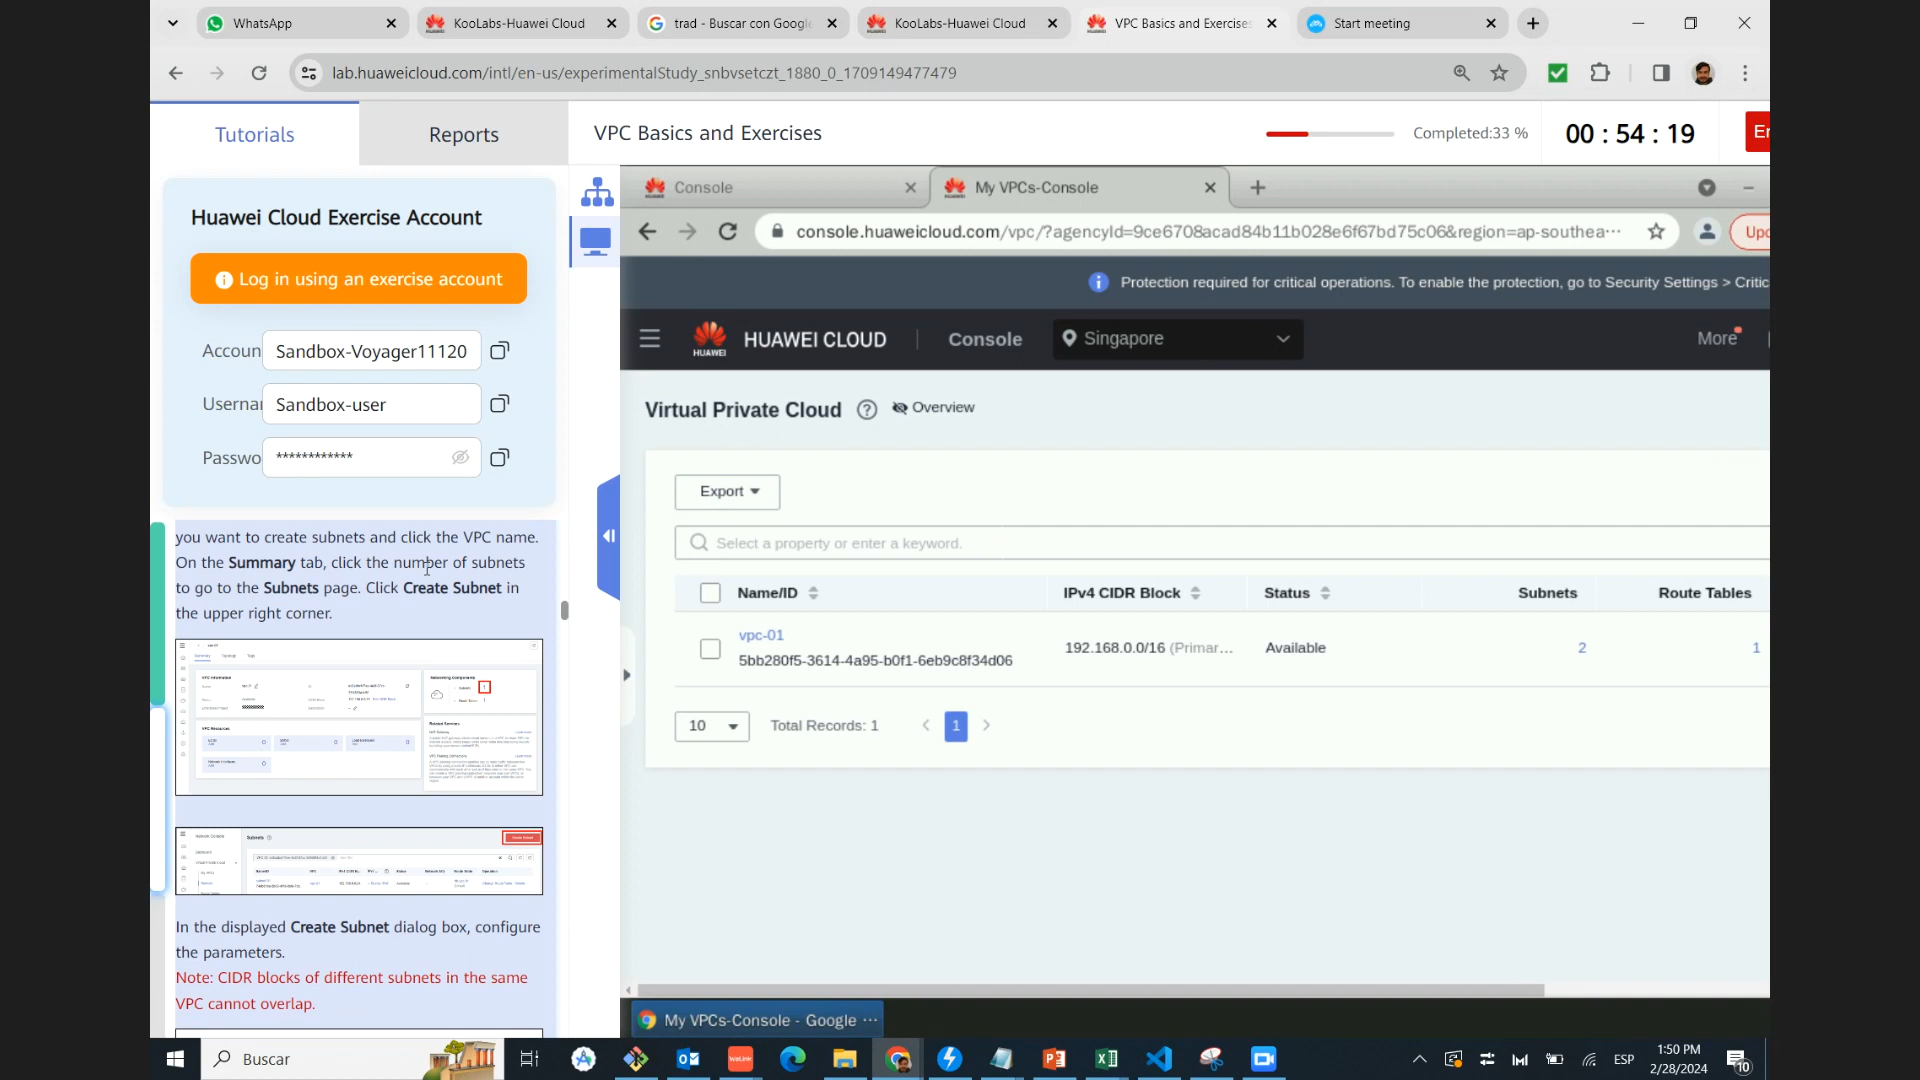 WhatsApp
KooLabs-Huawei Cloud
trad - Buscar con Google
KooLabs-Huawei Cloud
VPC Basics and Exercises
Start meeting
lab.huaweicloud.com/intl/en-us/experimentalStudy_snbvsetczt_1880_0_1709149477479
Tutorials
Reports
VPC Basics and Exercises
Completed:33 %
00 : 54 : 19
Huawei Cloud Exercise Account
Log in using an exercise account
Accoun
Sandbox-Voyager11120
Userna
Sandbox-user
Passwo
************
you want to create subnets and click the VPC name.
On the Summary tab, click the number of subnets
to go to the Subnets page. Click Create Subnet in
the upper right corner.
Subnets
In the displayed Create Subnet dialog box, configure
the parameters.
Note: CIDR blocks of different subnets in the same
VPC cannot overlap.
Console
My VPCs-Console
console.huaweicloud.com/vpc/?agencyId=9ce6708acad84b11b028e6f67bd75c06&region=ap-southea···
Protection required for critical operations. To enable the protection, go to Security Settings > Critic
HUAWEI
HUAWEI CLOUD
Console
Singapore
More
Virtual Private Cloud
Overview
Export
Select a property or enter a keyword.
Name/ID
IPv4 CIDR Block
Status
Subnets
Route Tables
vpc-01
5bb280f5-3614-4a95-b0f1-6eb9c8f34d06
192.168.0.0/16 (Primar...
Available
2
1
10
Total Records: 1
1
My VPCs-Console - Google ···
Buscar
ESP
1:50 PM
2/28/2024
10